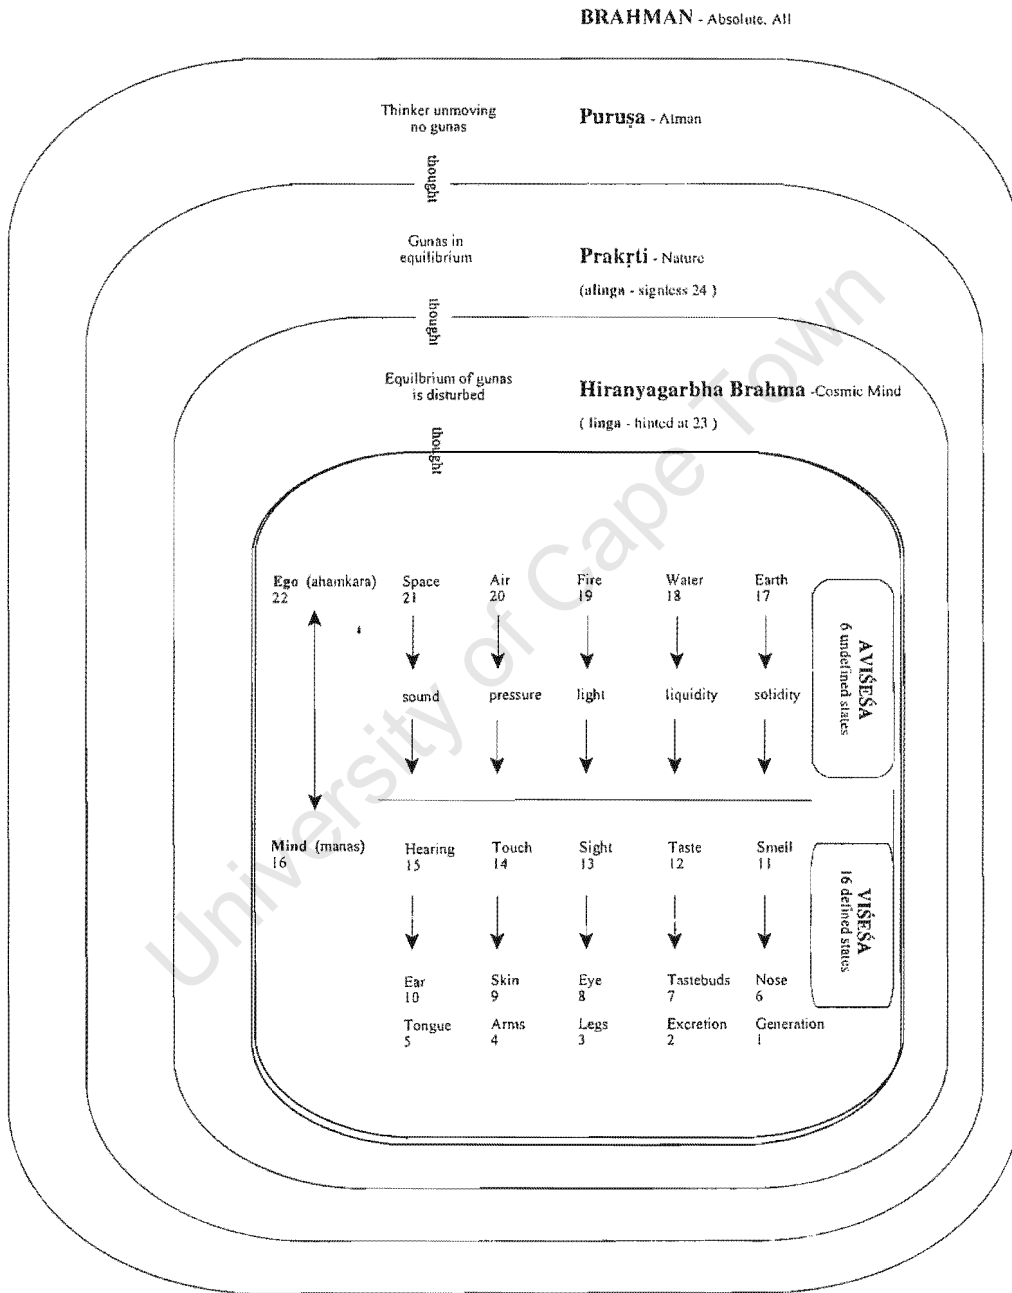 BRAHMAN - Absolute, All
Thinker unmoving
no gunas
Puruṣa - Atman
thought
Gunas in
equilibrium
Prakṛti - Nature
(alinga - signless 24 )
thought
Equilbrium of gunas
is disturbed
Hiranyagarbha Brahma -Cosmic Mind
( linga - hinted at 23 )
thought
Ego (ahamkara) Space Air Fire Water Earth
22 21 20 19 18 17
sound pressure light liquidity solidity
AVIŚEŚA
6 undefined states
Mind (manas) Hearing Touch Sight Taste Smell
16 15 14 13 12 11
VIŚEŚA
16 defined states
Ear Skin Eye Tastebuds Nose
10 9 8 7 6
Tongue Arms Legs Excretion Generation
5 4 3 2 1
University of Cape Town